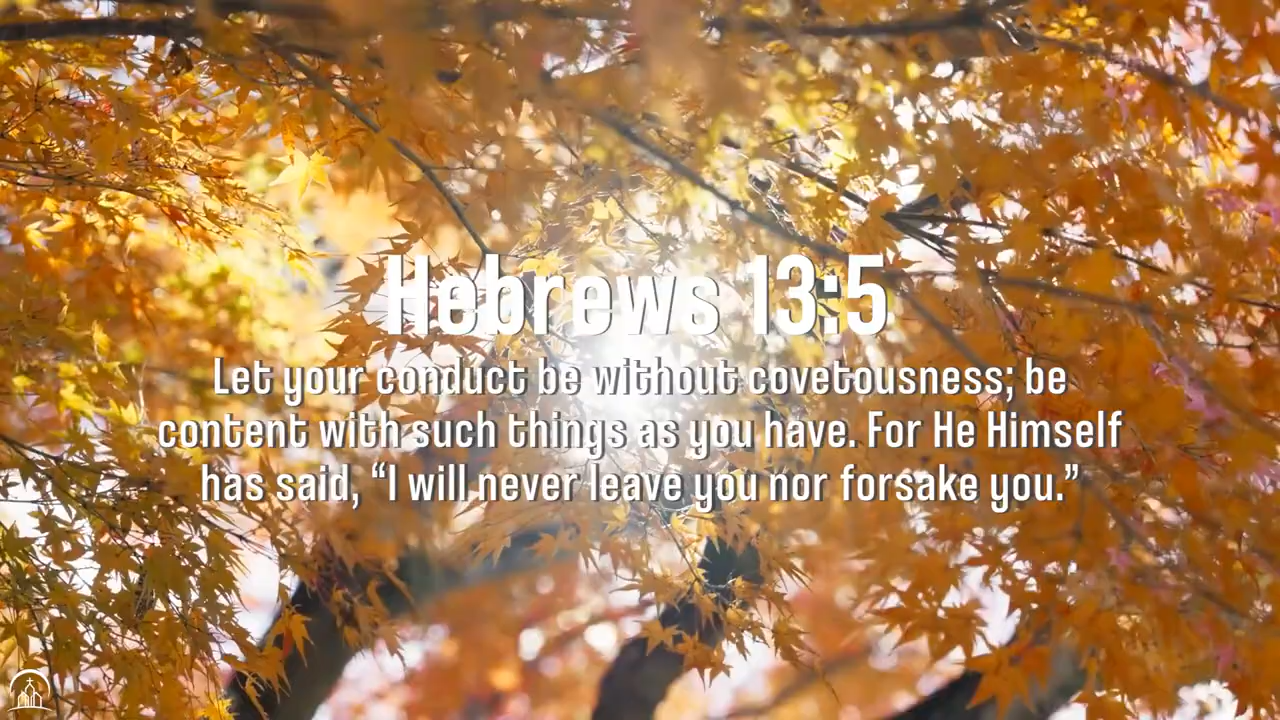 Hebrews 13:5
Let your conduct be without covetousness; be
content with such things as you have. For He Himself
has said, “I will never leave you nor forsake you.”